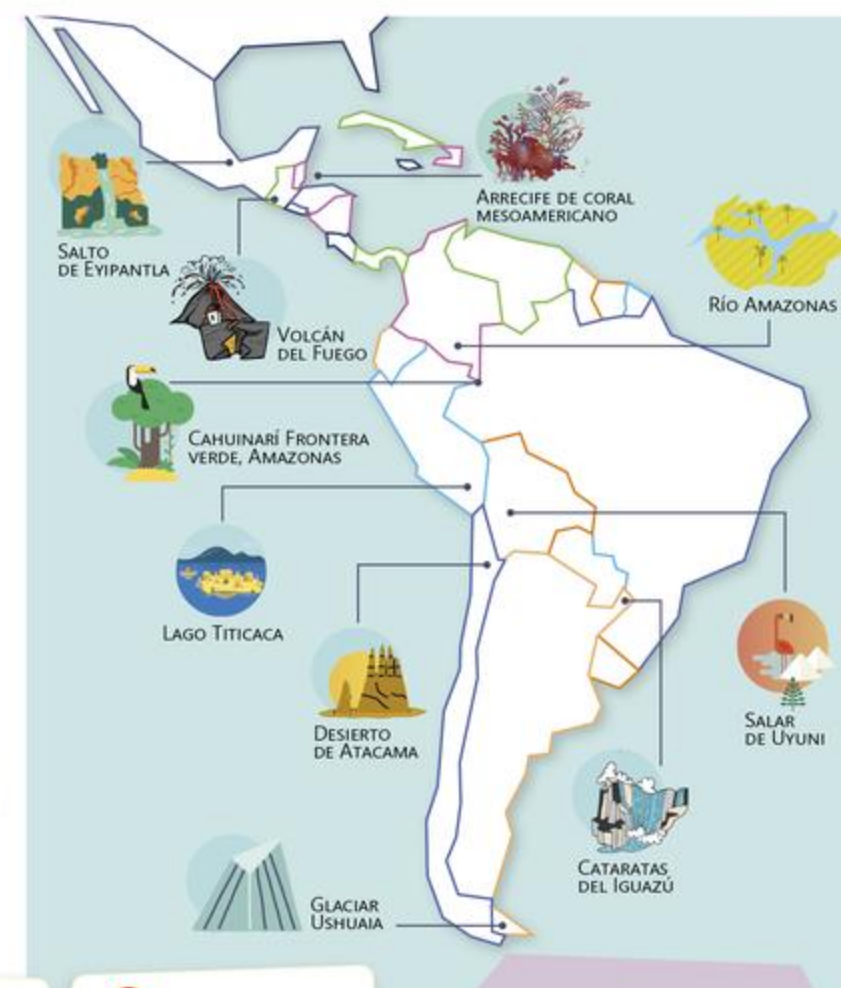 Arrecife de coral
mesoamericano
Salto
de Eyipantla
Río Amazonas
Volcán
del Fuego
Cahuinarí Frontera
verde, Amazonas
Lago Titicaca
Desierto
de Atacama
Salar
de Uyuni
Cataratas
del Iguazú
Glaciar
Ushuaia